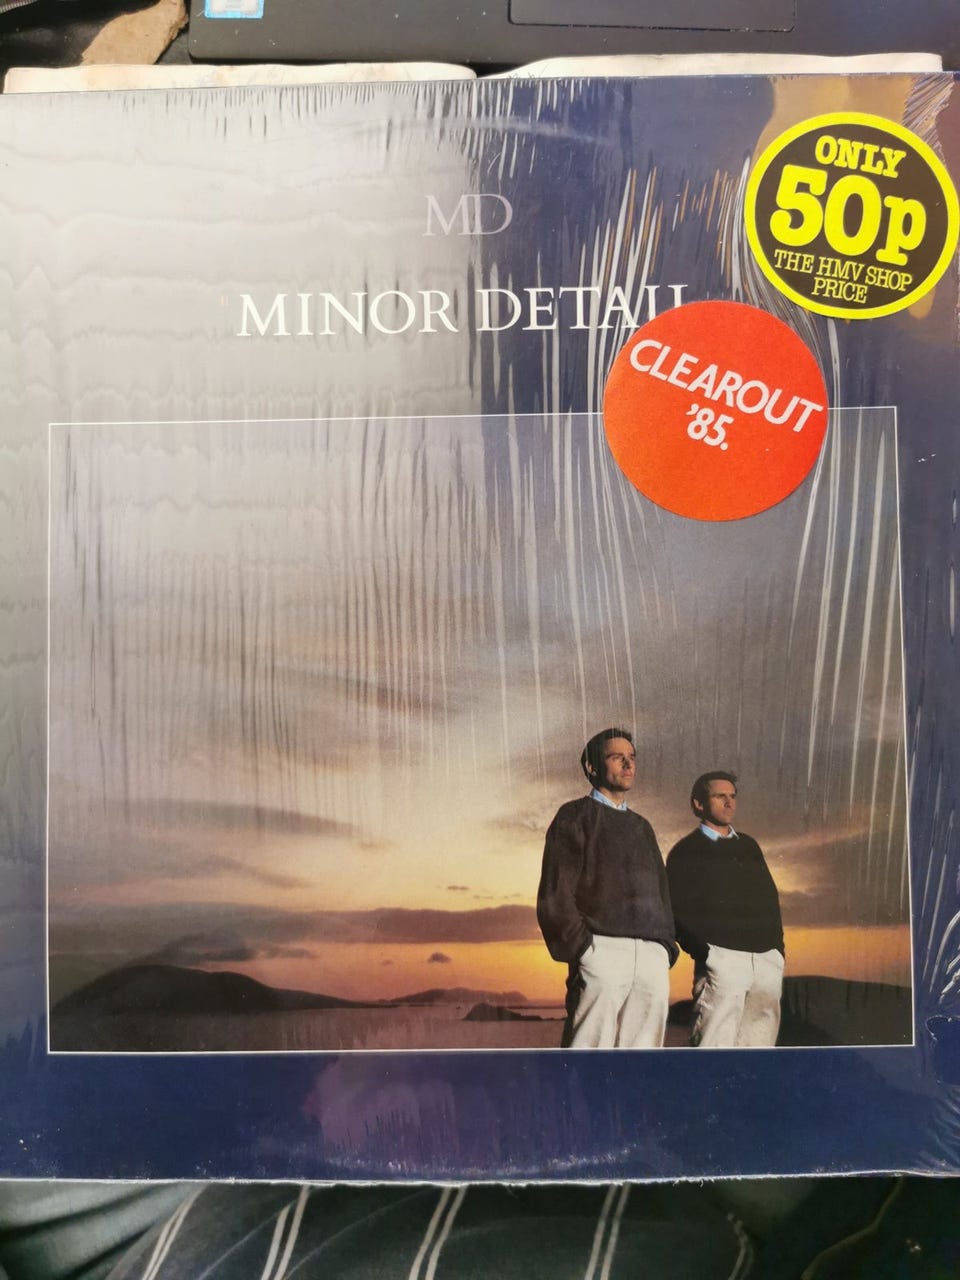 MD
MINOR DETAIL
ONLY
50p
THE HMV SHOP
PRICE
CLEAROUT
'85.